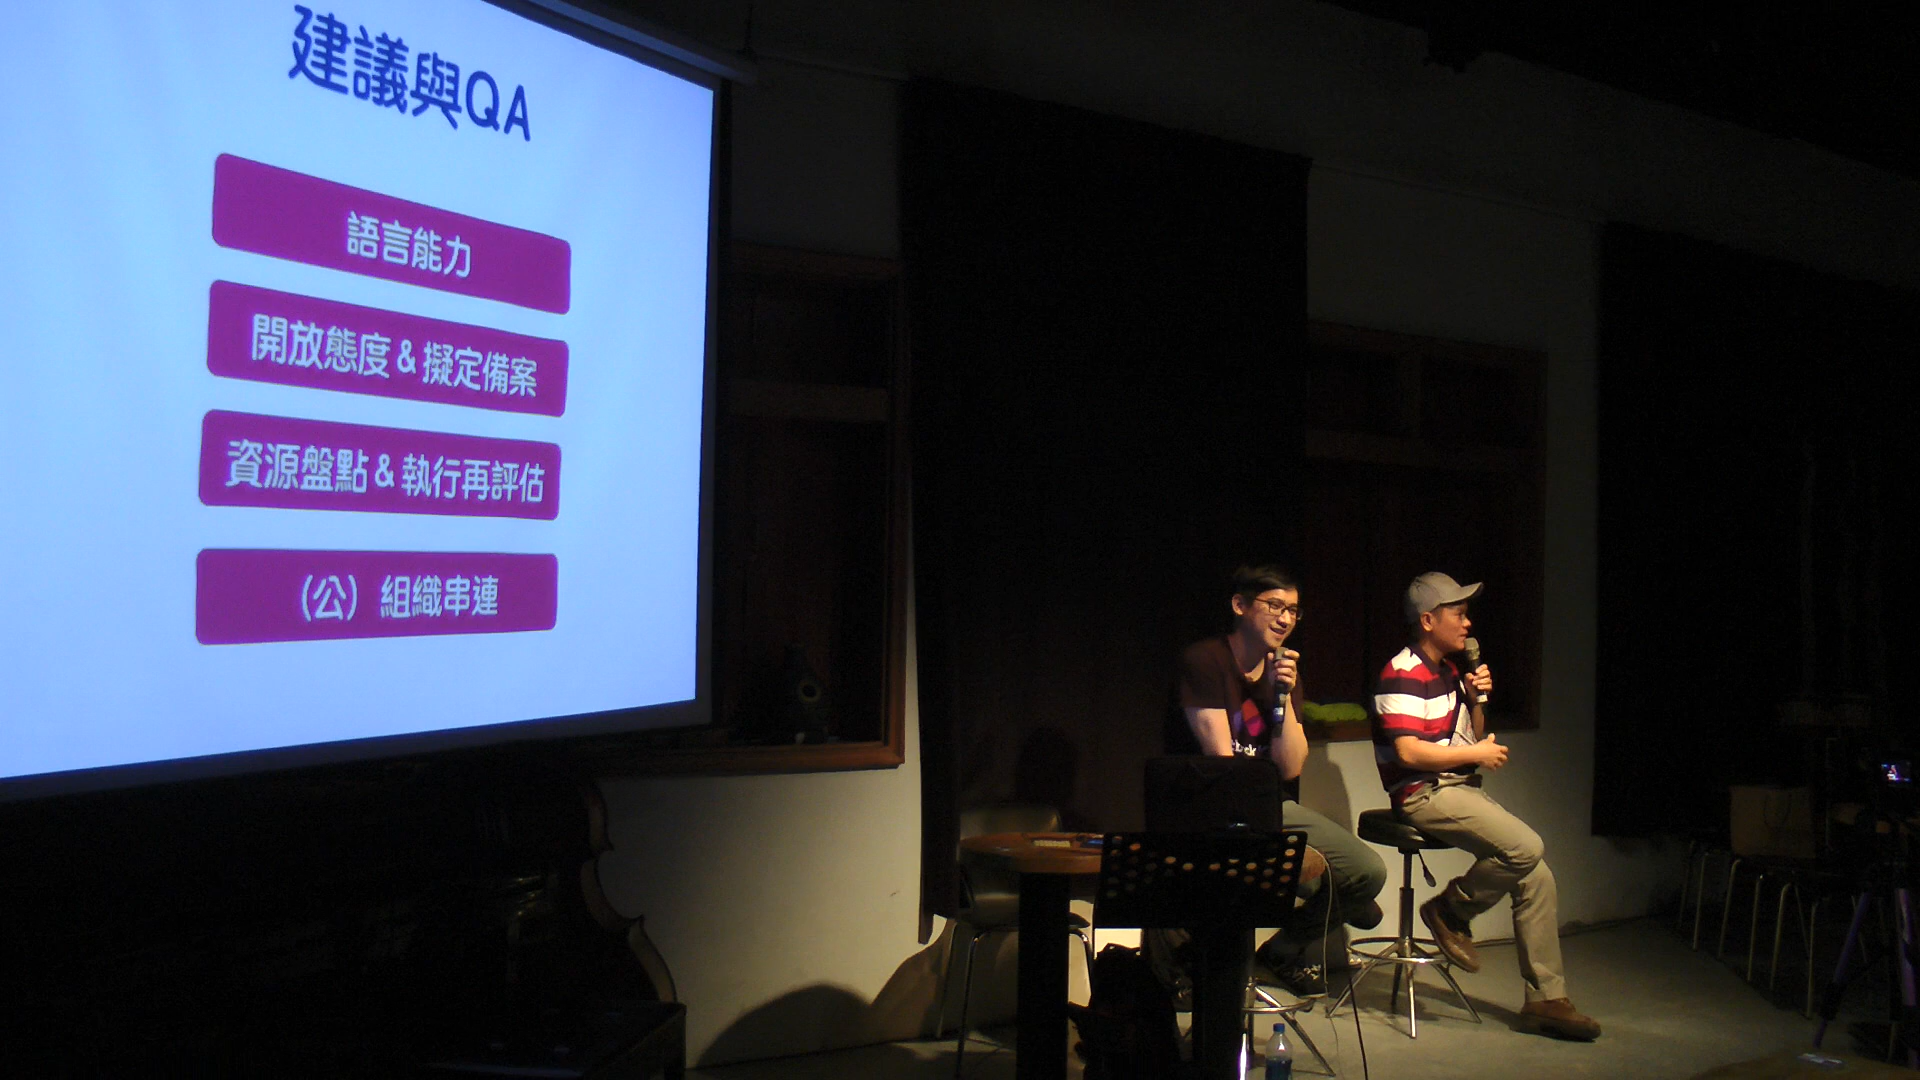 建議與QA
語言能力
開放態度 & 擬定備案
資源盤點 & 執行再評估
(公) 組織串連